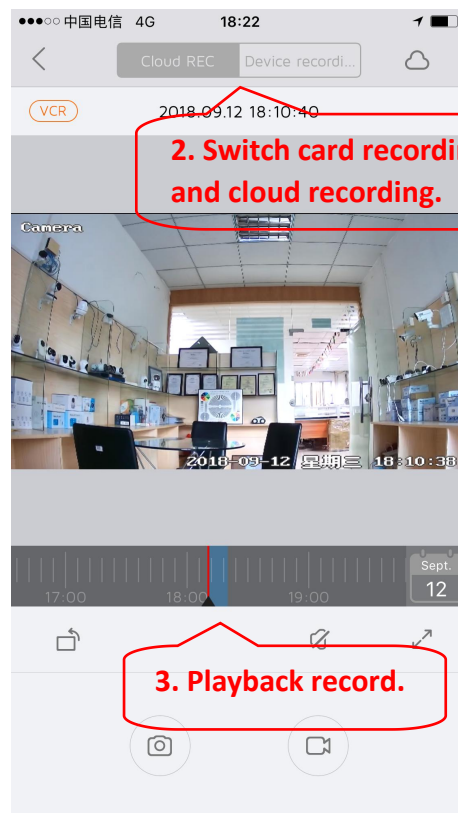 中国电信 4G 18:22
Cloud REC Device recordi...
VCR 2018.09.12 18:10:40
2. Switch card recordi
and cloud recording.
Camera
2018-09-12 星期三 18:10:38
17:00 18:00 19:00 Sept.
12
3. Playback record.